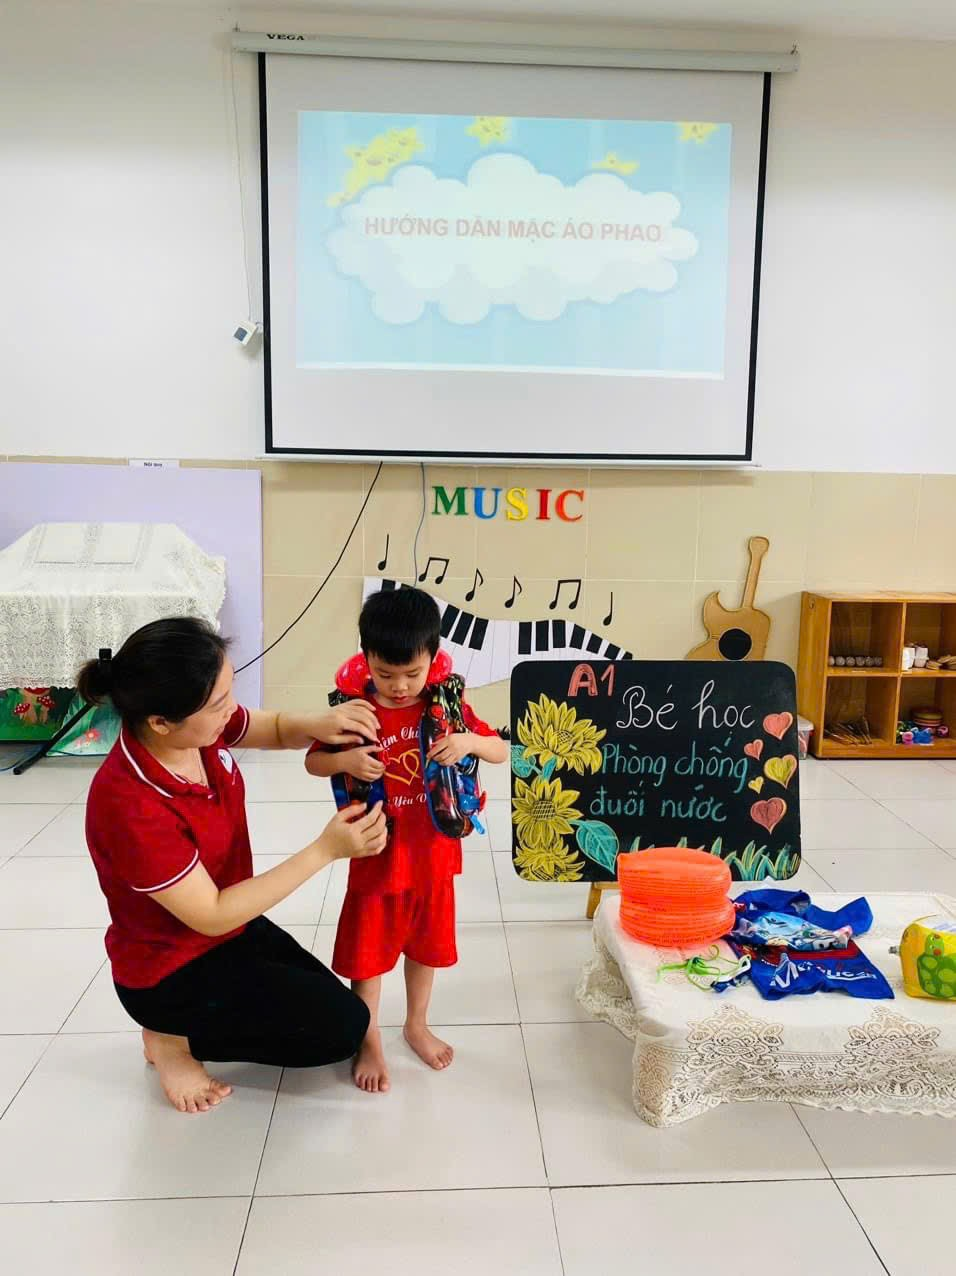 VEGA
HƯỚNG DẪN MẶC ÁO PHAO
MUSIC
A1
Bé học
Phòng chống
đuối nước